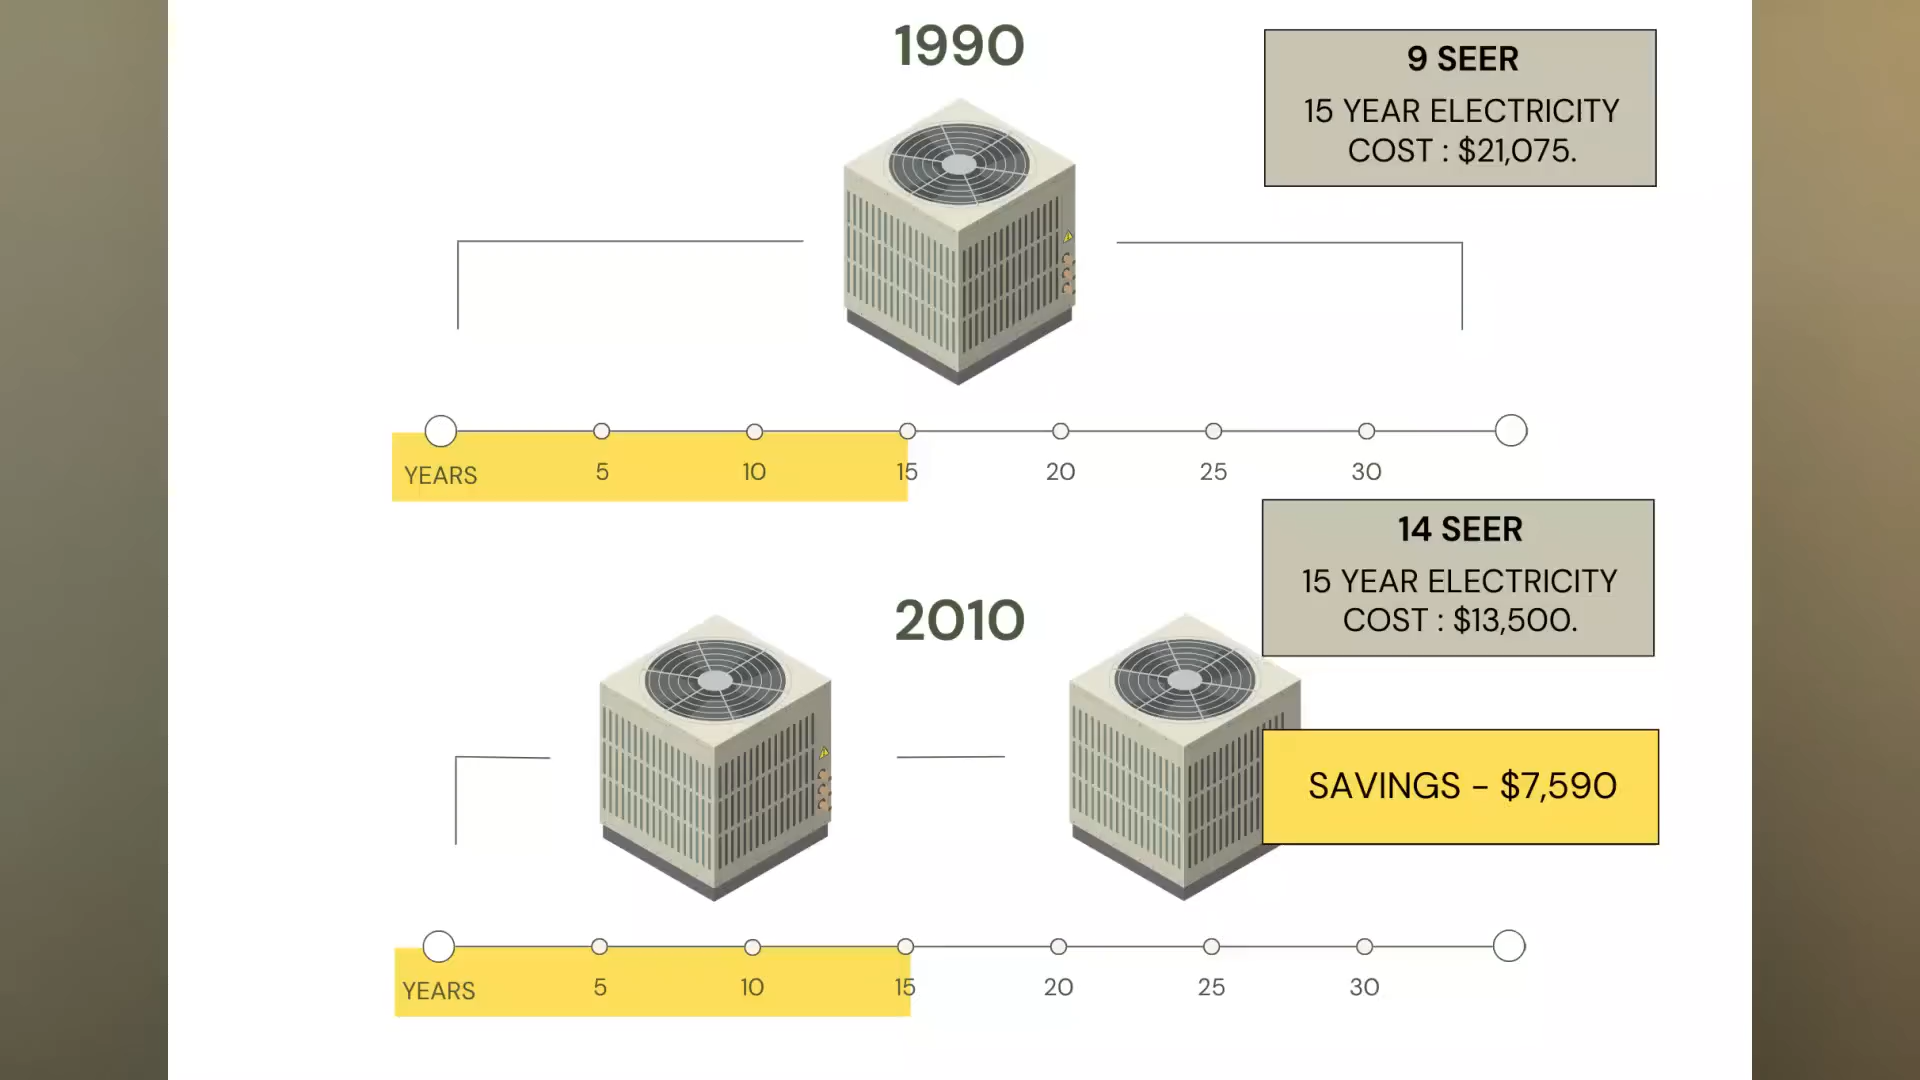 1990
9 SEER
15 YEAR ELECTRICITY
COST : $21,075.
YEARS 5 10 15 20 25 30
14 SEER
15 YEAR ELECTRICITY
COST : $13,500.
2010
SAVINGS - $7,590
YEARS 5 10 15 20 25 30